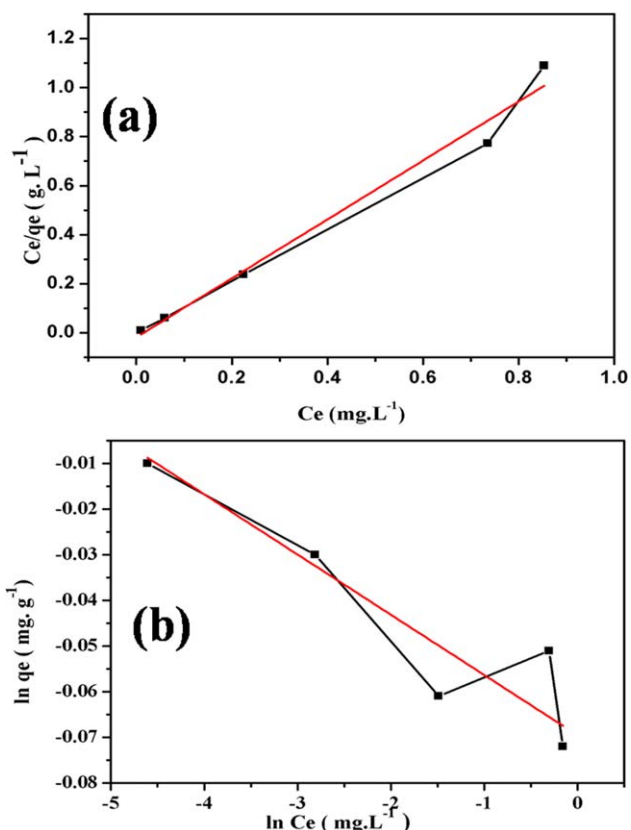 1.2
1.0
0.8
0.6
0.4
0.2
0.0
Ce/qe ( g. L⁻¹)
(a)
0.0 0.2 0.4 0.6 0.8 1.0
Ce (mg.L⁻¹)
-0.01
-0.02
-0.03
-0.04
-0.05
-0.06
-0.07
-0.08
ln qe ( mg. g⁻¹)
(b)
-5 -4 -3 -2 -1 0
ln Ce ( mg.L⁻¹)